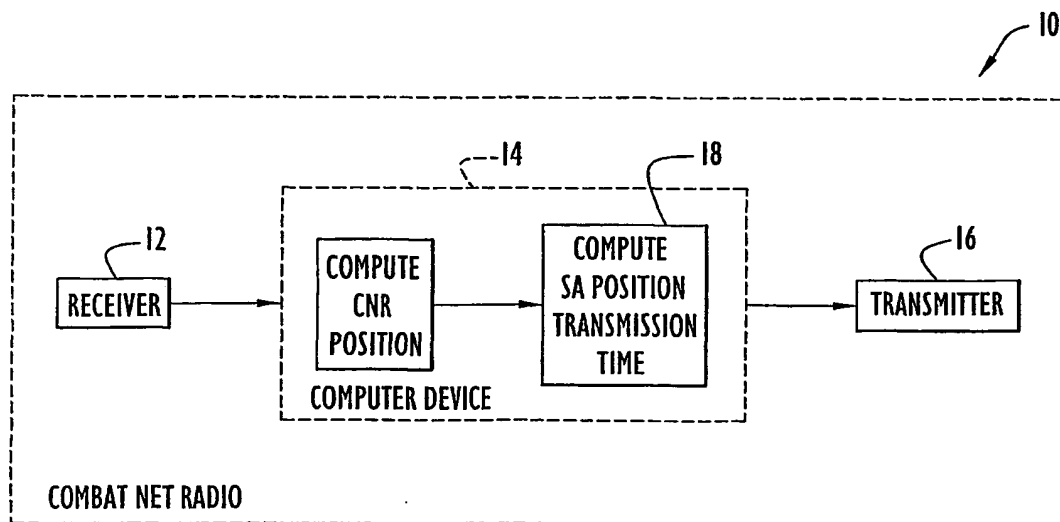 10
14
18
12
16
RECEIVER
COMPUTE
CNR
POSITION
COMPUTE
SA POSITION
TRANSMISSION
TIME
TRANSMITTER
COMPUTER DEVICE
COMBAT NET RADIO